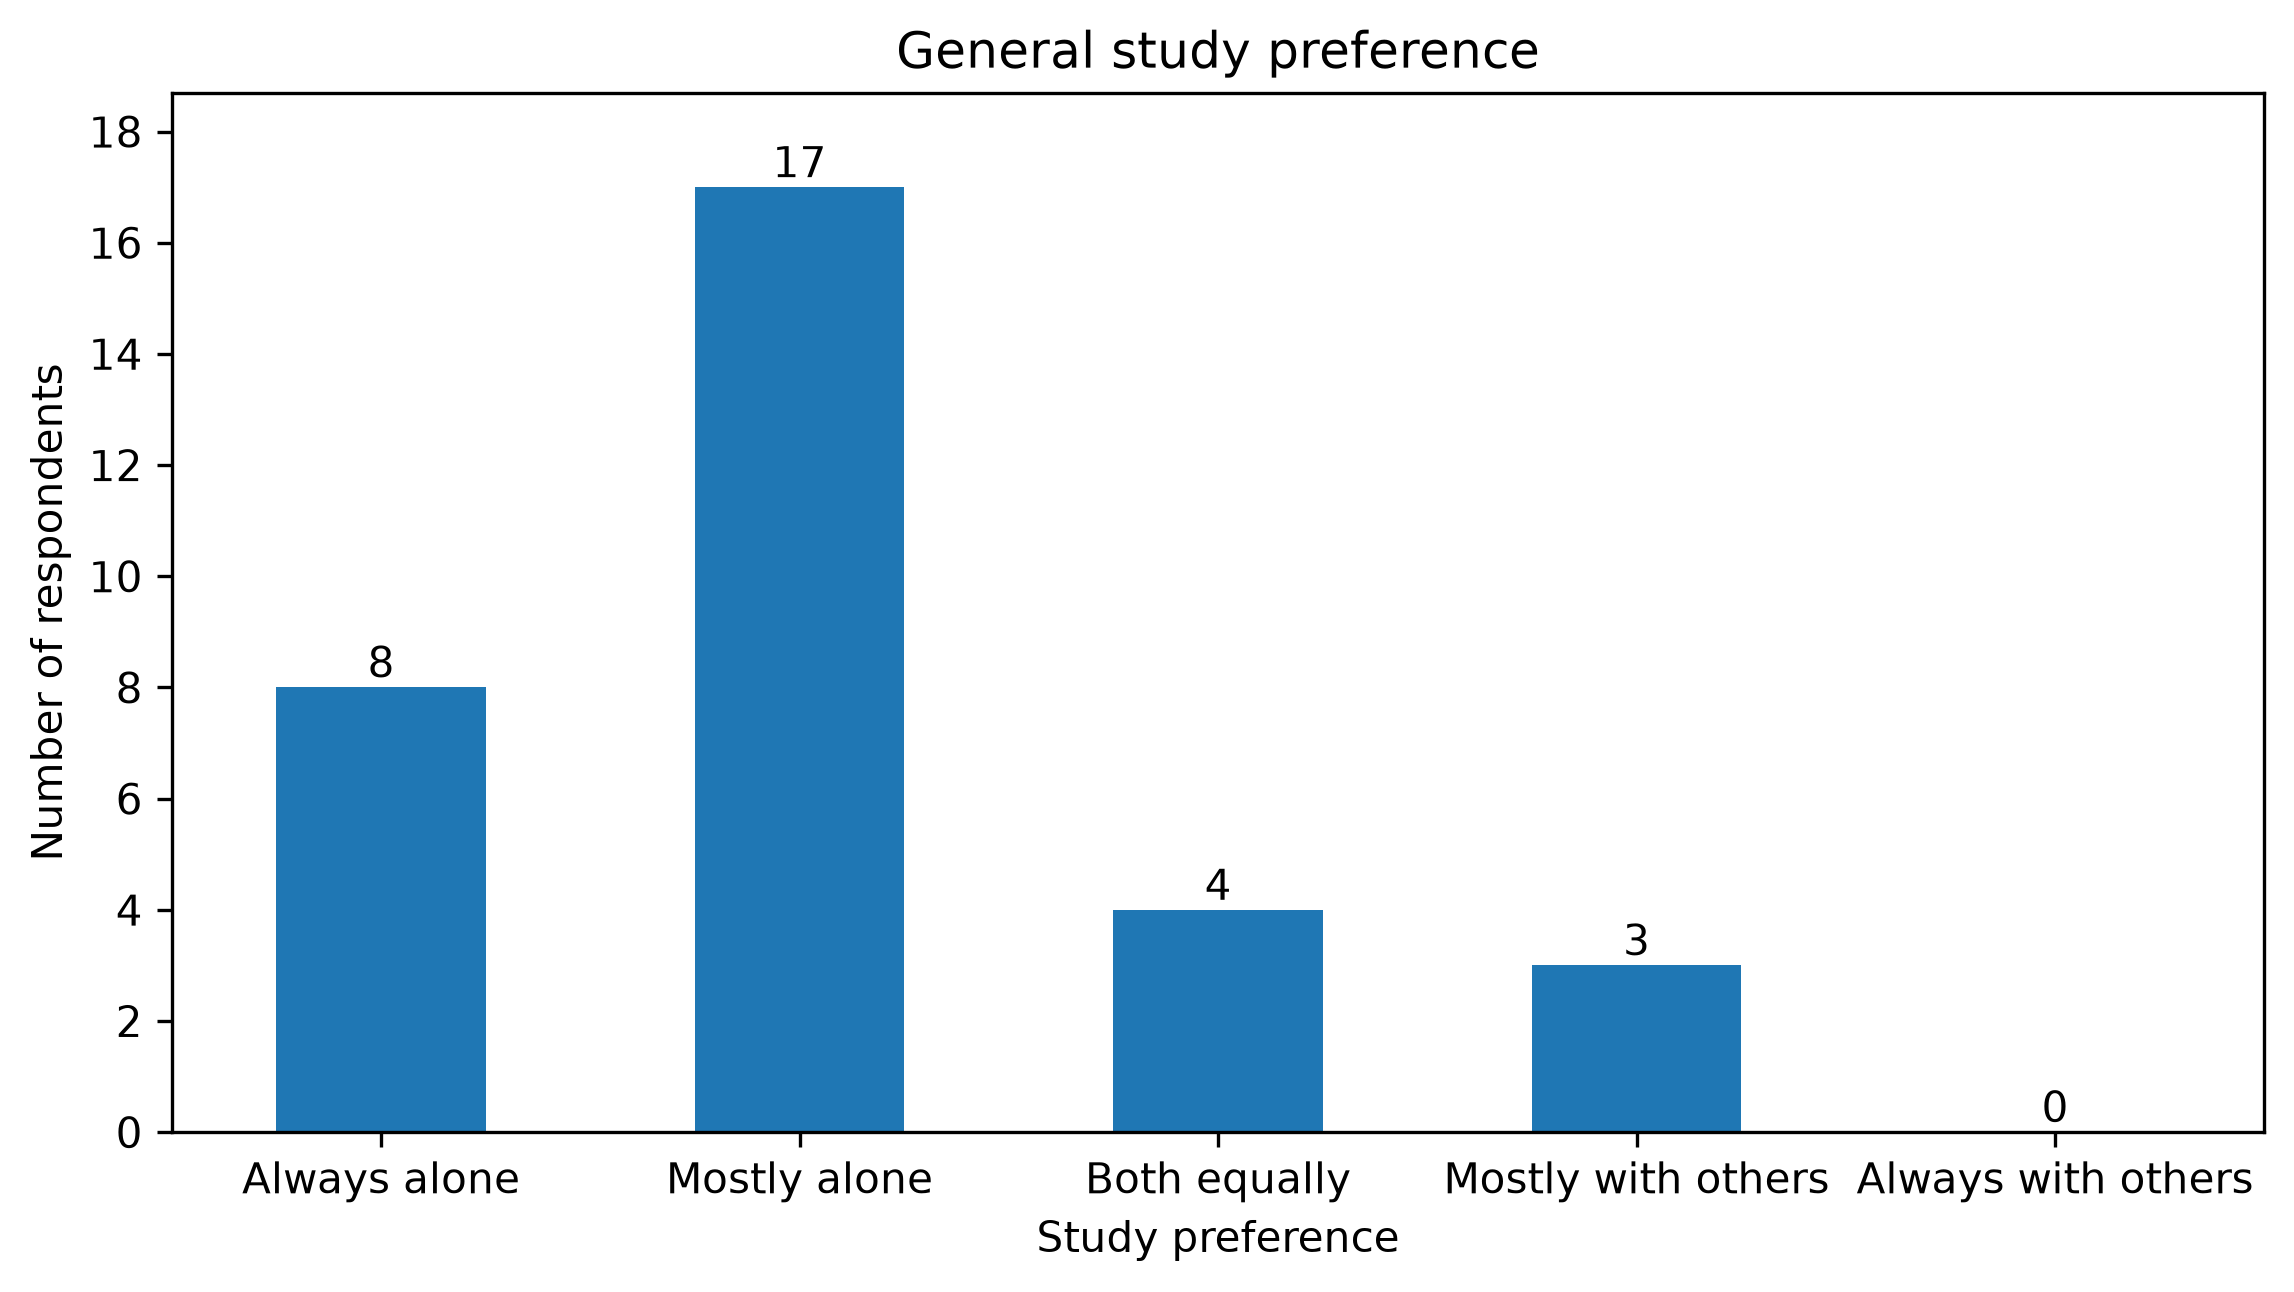 General study preference
18
16
14
12
10
8
6
4
2
0
Number of respondents
8
17
4
3
0
Always alone
Mostly alone
Both equally
Mostly with others
Always with others
Study preference